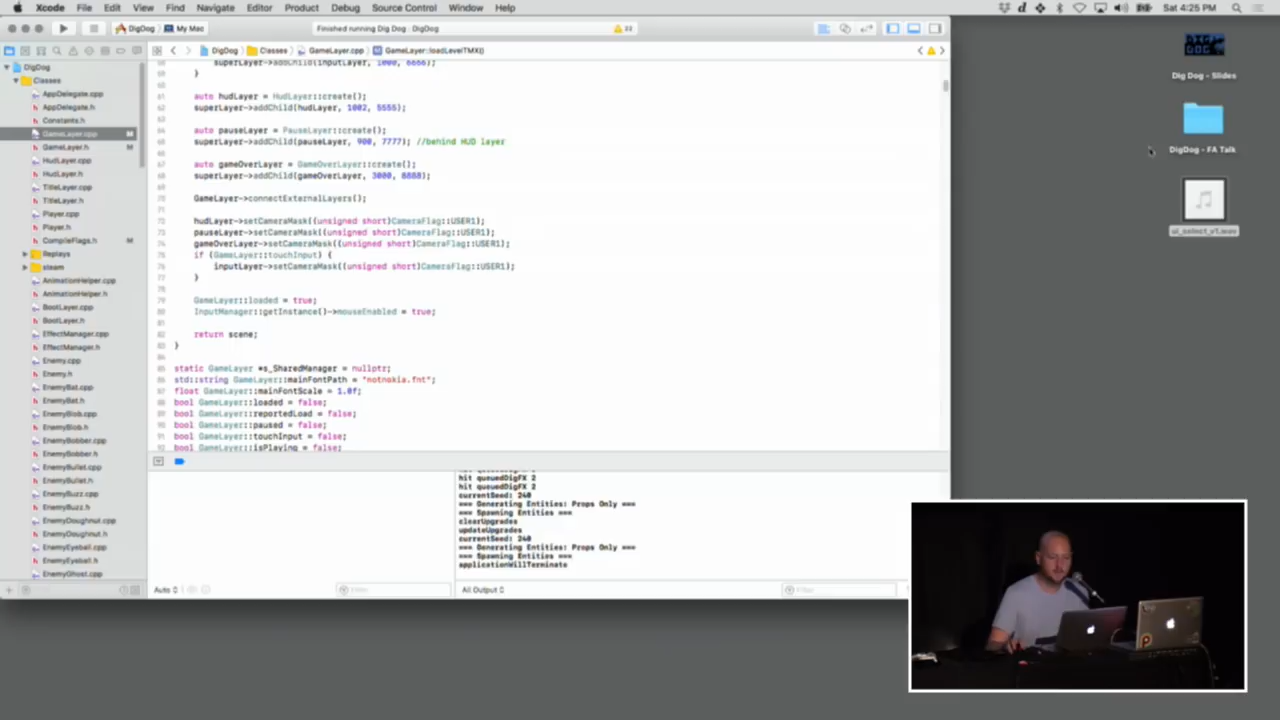 Xcode File Edit View Find Navigate Editor Product Debug Source Control Window Help Sat 4:25 PM
DigDog My Mac Finished running Dig Dog : DigDog
DigDog Classes GameLayer.cpp GameLayer::loadLevelTMX()
DigDog
Classes
AppDelegate.cpp
AppDelegate.h
Constants.h
GameLayer.cpp M
GameLayer.h M
HudLayer.cpp
HudLayer.h
TitleLayer.cpp
TitleLayer.h
Player.cpp
Player.h
CompileFlags.h M
Replays
steam
AnimationHelper.cpp
AnimationHelper.h
BootLayer.cpp
BootLayer.h
EffectManager.cpp
EffectManager.h
Enemy.cpp
Enemy.h
EnemyBat.cpp
EnemyBat.h
EnemyBlob.cpp
EnemyBlob.h
EnemyBobber.cpp
EnemyBobber.h
EnemyBullet.cpp
EnemyBullet.h
EnemyBuzz.cpp
EnemyBuzz.h
EnemyDoughnut.cpp
EnemyDoughnut.h
EnemyEyeball.cpp
EnemyEyeball.h
EnemyGhost.cpp
superLayer->addChild(inputLayer, 1000, 6666);
}
auto hudLayer = HudLayer::create();
superLayer->addChild(hudLayer, 1002, 5555);
auto pauseLayer = PauseLayer::create();
superLayer->addChild(pauseLayer, 900, 7777); //behind HUD layer
auto gameOverLayer = GameOverLayer::create();
superLayer->addChild(gameOverLayer, 3000, 8888);
GameLayer->connectExternalLayers();
hudLayer->setCameraMask((unsigned short)CameraFlag::USER1);
pauseLayer->setCameraMask((unsigned short)CameraFlag::USER1);
gameOverLayer->setCameraMask((unsigned short)CameraFlag::USER1);
if (GameLayer::touchInput) {
inputLayer->setCameraMask((unsigned short)CameraFlag::USER1);
}
GameLayer::loaded = true;
InputManager::getInstance()->mouseEnabled = true;
return scene;
}
static GameLayer *s_SharedManager = nullptr;
std::string GameLayer::mainFontPath = "notnokia.fnt";
float GameLayer::mainFontScale = 1.0f;
bool GameLayer::loaded = false;
bool GameLayer::reportedLoad = false;
bool GameLayer::paused = false;
bool GameLayer::touchInput = false;
bool GameLayer::isPlaying = false;
hit queuedDigFX 2
hit queuedDigFX 2
currentSeed: 240
=== Generating Entities: Props Only ===
=== Spawning Entities ===
clearUpgrades
updateUpgrades
currentSeed: 240
=== Generating Entities: Props Only ===
=== Spawning Entities ===
applicationWillTerminate
Auto Filter All Output Filter
DIG DOG
Dig Dog - Slides
DigDog - FA Talk
ui_select_v1.wav